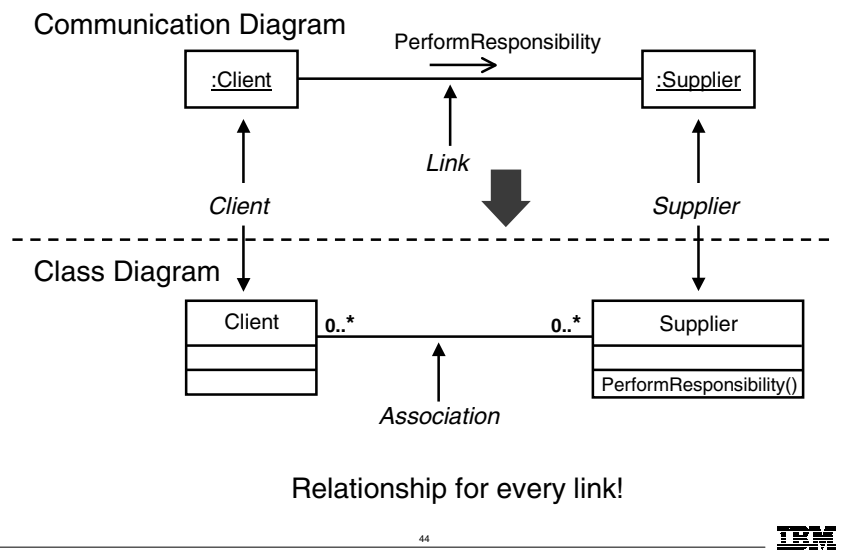 Communication Diagram
PerformResponsibility
:Client
:Supplier
Link
Client
Supplier
Class Diagram
Client
0..*
0..*
Supplier
PerformResponsibility()
Association
Relationship for every link!
44
IBM